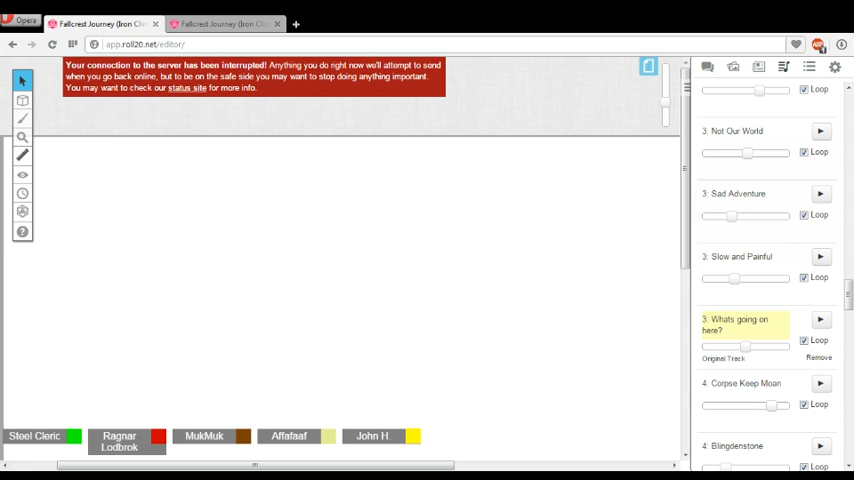 Opera
Fallcrest Journey (Iron Cli
Fallcrest Journey (Iron Cli
app.roll20.net/editor/
Your connection to the server has been interrupted! Anything you do right now we'll attempt to send
when you go back online, but to be on the safe side you may want to stop doing anything important.
You may want to check our status site for more info.
Loop
3: Not Our World
Loop
3: Sad Adventure
Loop
3: Slow and Painful
Loop
3: Whats going on
here?
Loop
Original Track
Remove
4. Corpse Keep Moan
Loop
4: Blingdenstone
Loop
Steel Cleric
Ragnar
Lodbrok
MukMuk
Affafaaf
John H.